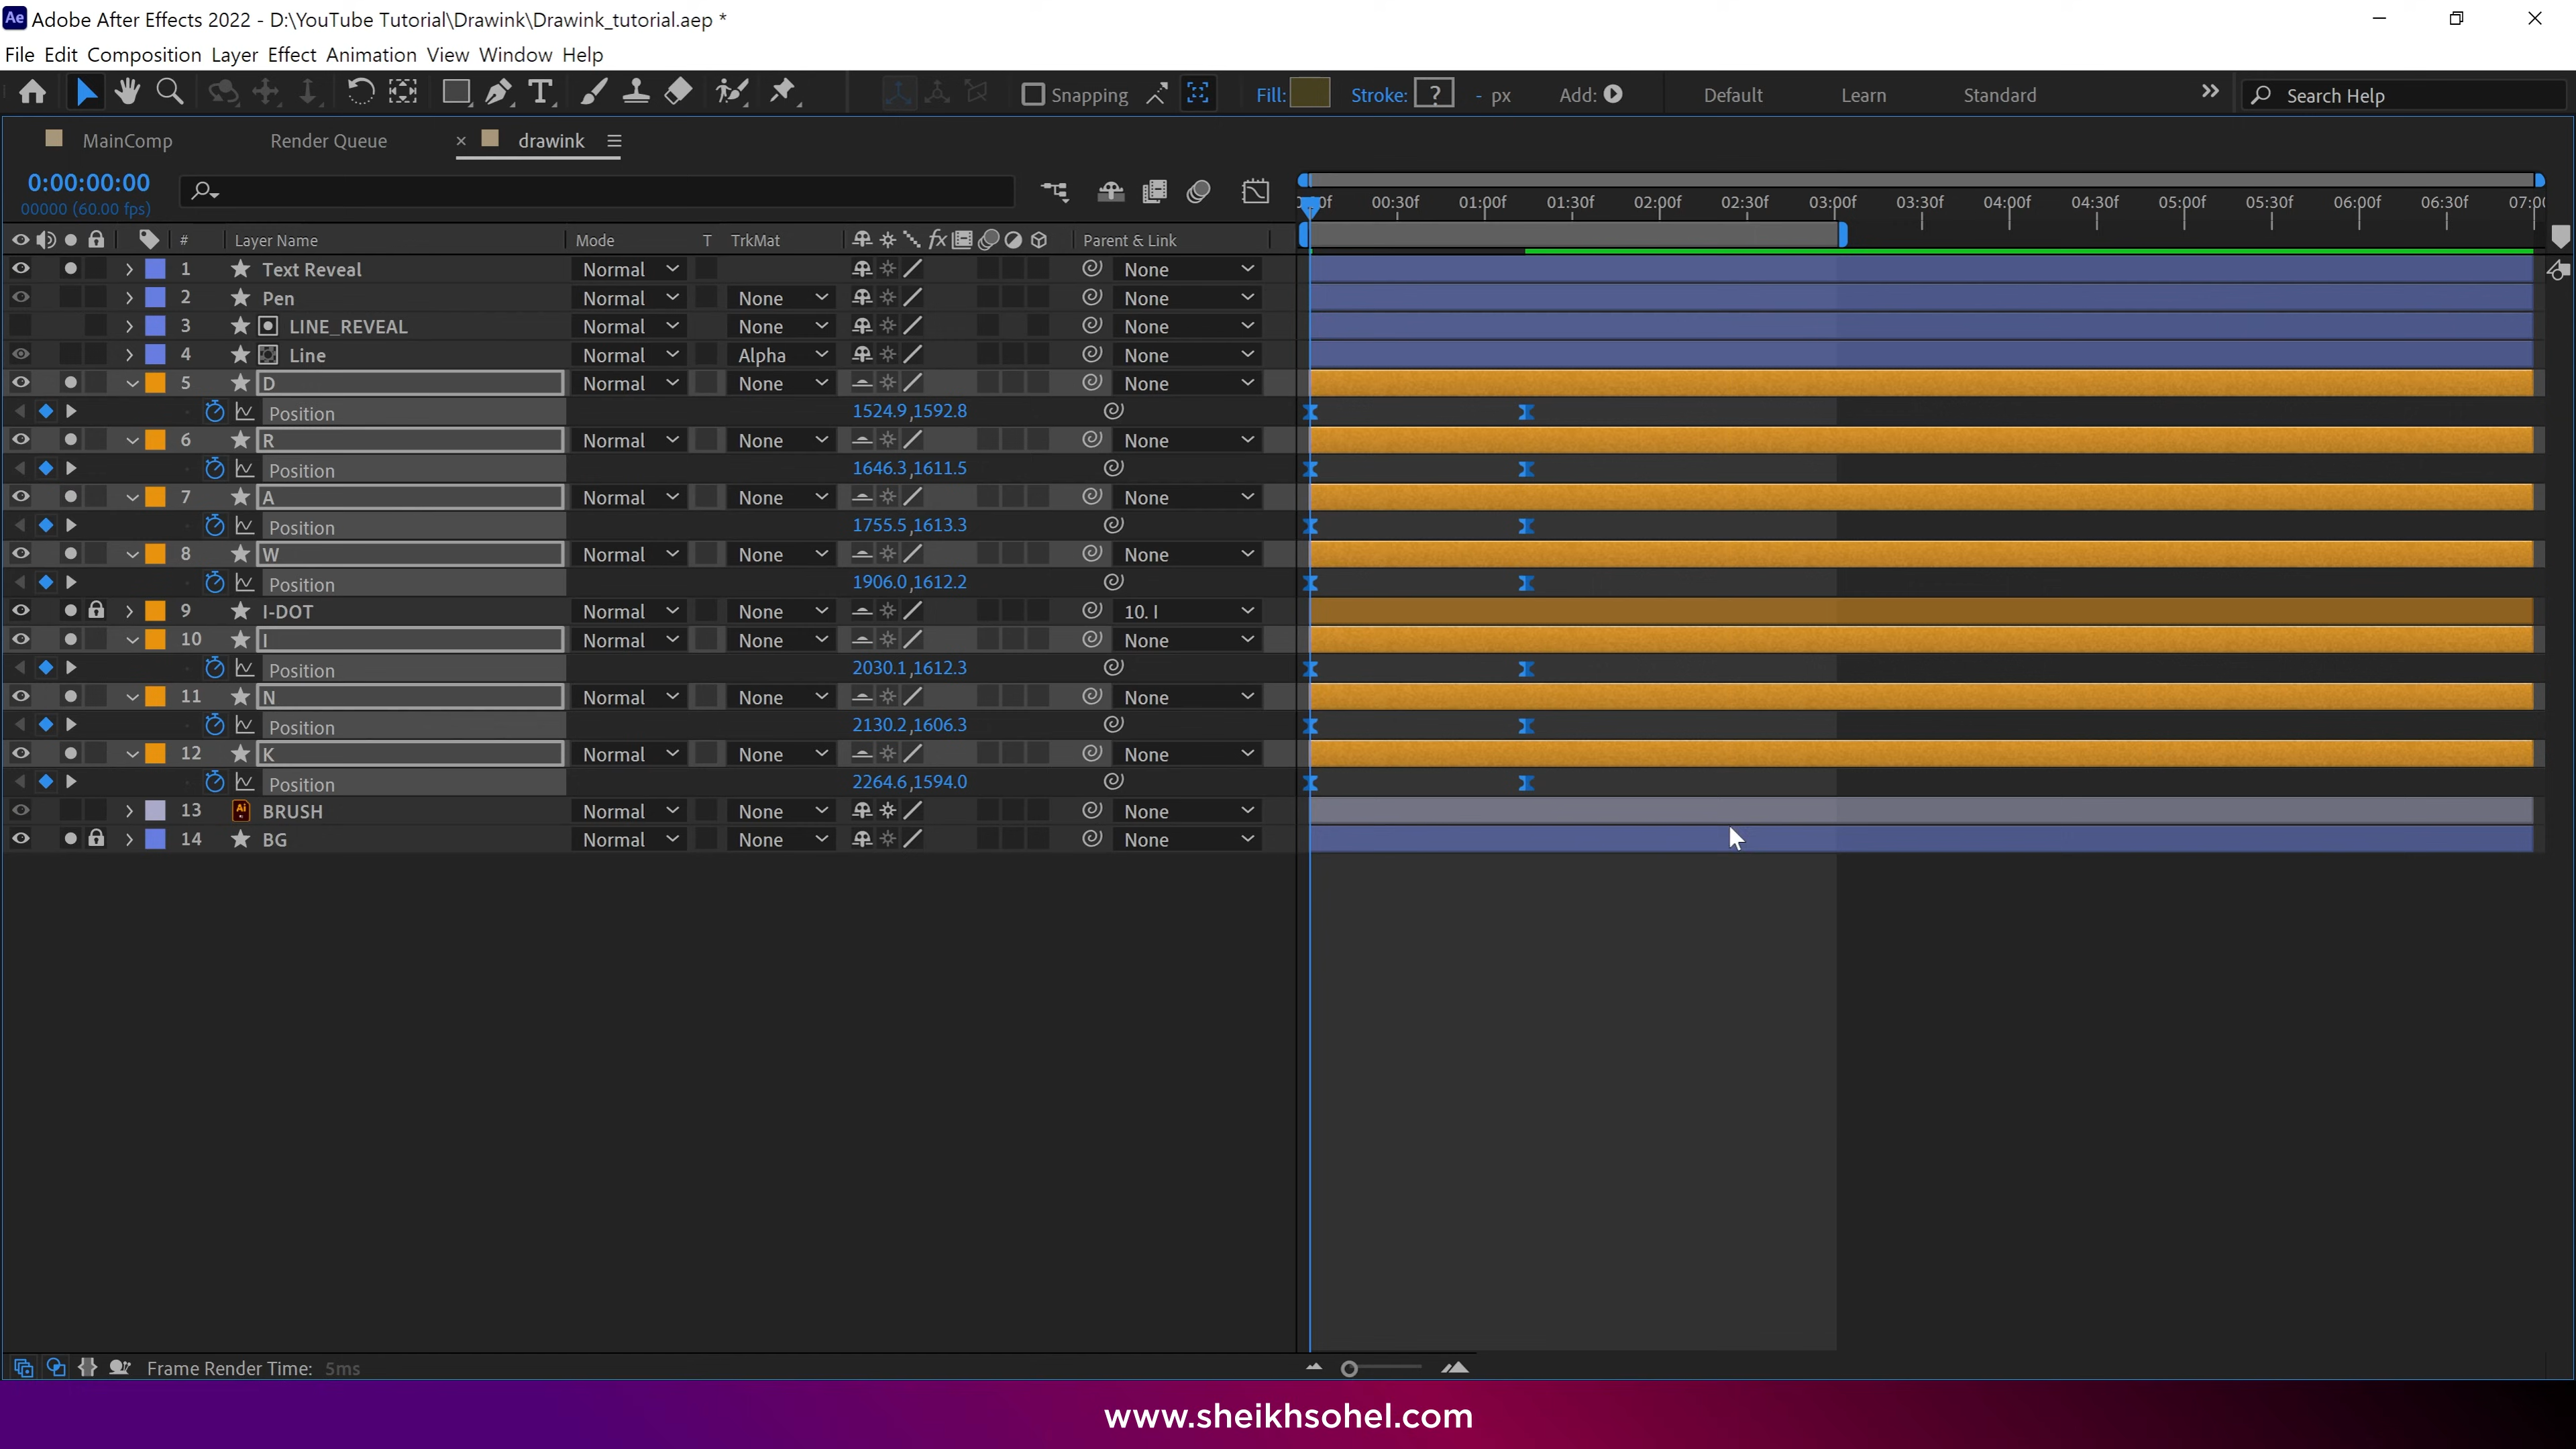 Ae Adobe After Effects 2022 - D:\YouTube Tutorial\Drawink\Drawink_tutorial.aep *
File Edit Composition Layer Effect Animation View Window Help
Snapping Fill: Stroke: ? - px Add: Default Learn Standard Search Help
MainComp Render Queue × drawink
0:00:00:00
00000 (60.00 fps)
00:30f 01:00f 01:30f 02:00f 02:30f 03:00f 03:30f 04:00f 04:30f 05:00f 05:30f 06:00f 06:30f
# Layer Name Mode T TrkMat fx Parent & Link
1 Text Reveal Normal None
2 Pen Normal None None
3 LINE_REVEAL Normal None None
4 Line Normal Alpha None
5 D Normal None None
Position 1524.9,1592.8
6 R Normal None None
Position 1646.3,1611.5
7 A Normal None None
Position 1755.5,1613.3
8 W Normal None None
Position 1906.0,1612.2
9 I-DOT Normal None 10. I
10 I Normal None None
Position 2030.1,1612.3
11 N Normal None None
Position 2130.2,1606.3
12 K Normal None None
Position 2264.6,1594.0
13 Ai BRUSH Normal None None
14 BG Normal None None
Frame Render Time: 5ms
www.sheikhsohel.com